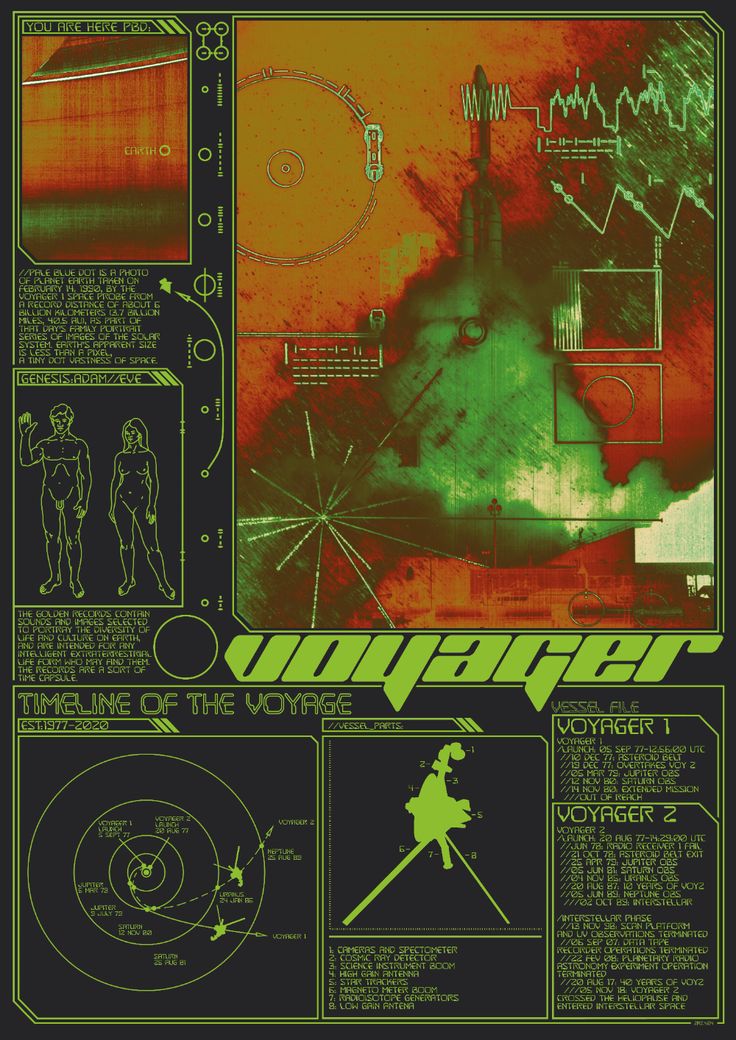 YOU ARE HERE PBD:
EARTH
//PALE BLUE DOT IS A PHOTO
OF PLANET EARTH TAKEN ON
FEBRUARY 14, 1990, BY THE
VOYAGER 1 SPACE PROBE FROM
A RECORD DISTANCE OF ABOUT 6
BILLION KILOMETERS (3.7 BILLION
MILES, 40.5 AU), AS PART OF
THAT DAY'S FAMILY PORTRAIT
SERIES OF IMAGES OF THE SOLAR
SYSTEM. EARTH'S APPARENT SIZE
IS LESS THAN A PIXEL,
A TINY DOT VASTNESS OF SPACE.
GENESIS:ADAM//EVE
THE GOLDEN RECORDS CONTAIN
SOUNDS AND IMAGES SELECTED
TO PORTRAY THE DIVERSITY OF
LIFE AND CULTURE ON EARTH,
AND ARE INTENDED FOR ANY
INTELLIGENT EXTRATERRESTRIAL
LIFE FORM WHO MAY FIND THEM.
THE RECORDS ARE A SORT OF
TIME CAPSULE.
VOYAGER
TIMELINE OF THE VOYAGE
EST:1977-2020
VOYAGER 1
LAUNCH
5 SEPT 77
VOYAGER 2
LAUNCH
20 AUG 77
VOYAGER 2
NEPTUNE
25 AUG 89
URANUS
24 JAN 86
JUPITER
5 MAR 79
JUPITER
9 JULY 79
SATURN
12 NOV 80
SATURN
26 AUG 81
VOYAGER 1
//VESSEL_PARTS:
1
2
3
4
5
6
7
8
1: CAMERAS AND SPECTOMETER
2: COSMIC RAY DETECTOR
3: SCIENCE INSTRUMENT BOOM
4: HIGH GAIN ANTENNA
5: STAR TRACKERS
6: MAGNETO METER BOOM
7: RADIOISOTOPE GENERATORS
8: LOW GAIN ANTENA
VESSEL FILE
VOYAGER 1
VOYAGER 1
/LAUNCH: 05 SEP 77-12:56:00 UTC
//10 DEC 77: ASTEROID BELT
//19 DEC 77: OVERTAKES VOY 2
//05 MAR 79: JUPITER OBS
//12 NOV 80: SATURN OBS
//14 NOV 80: EXTENDED MISSION
///OUT OF REACH
VOYAGER 2
VOYAGER 2
/LAUNCH: 20 AUG 77-14:29:00 UTC
//JUN 78: RADIO RECEIVER 1 FAIL
//21 OCT 78: ASTEROID BELT EXIT
//25 APR 79: JUPITER OBS
//05 JUN 81: SATURN OBS
//04 NOV 85: URANUS OBS
//20 AUG 87: 10 YEARS OF VOY2
//05 JUN 89: NEPTUNE OBS
///02 OCT 89: INTERSTELLAR
/INTERSTELLAR PHASE
//13 NOV 98: SCAN PLATFORM
AND UV OBSERVATIONS TERMINATED
//06 SEP 07: DATA TAPE
RECORDER OPERATIONS TERMINATED
//22 FEV 08: PLANETARY RADIO
ASTRONOMY EXPERIMENT OPERATION
TERMINATED
//20 AUG 17: 40 YEARS OF VOY2
///05 NOV 18: VOYAGER 2
CROSSED THE HELIOPAUSE AND
ENTERED INTERSTELLAR SPACE